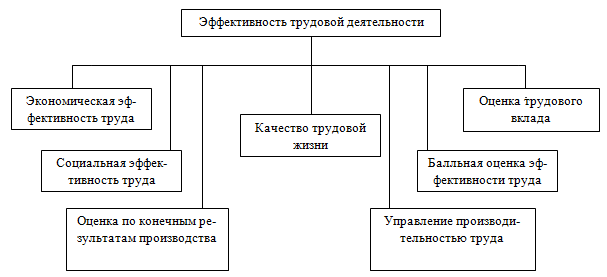 Эффективность трудовой деятельности
Экономическая эф-
фективность труда
Оценка трудового
вклада
Качество трудовой
жизни
Социальная эффек-
тивность труда
Балльная оценка эф-
фективности труда
Оценка по конечным ре-
зультатам производства
Управление производи-
тельностью труда